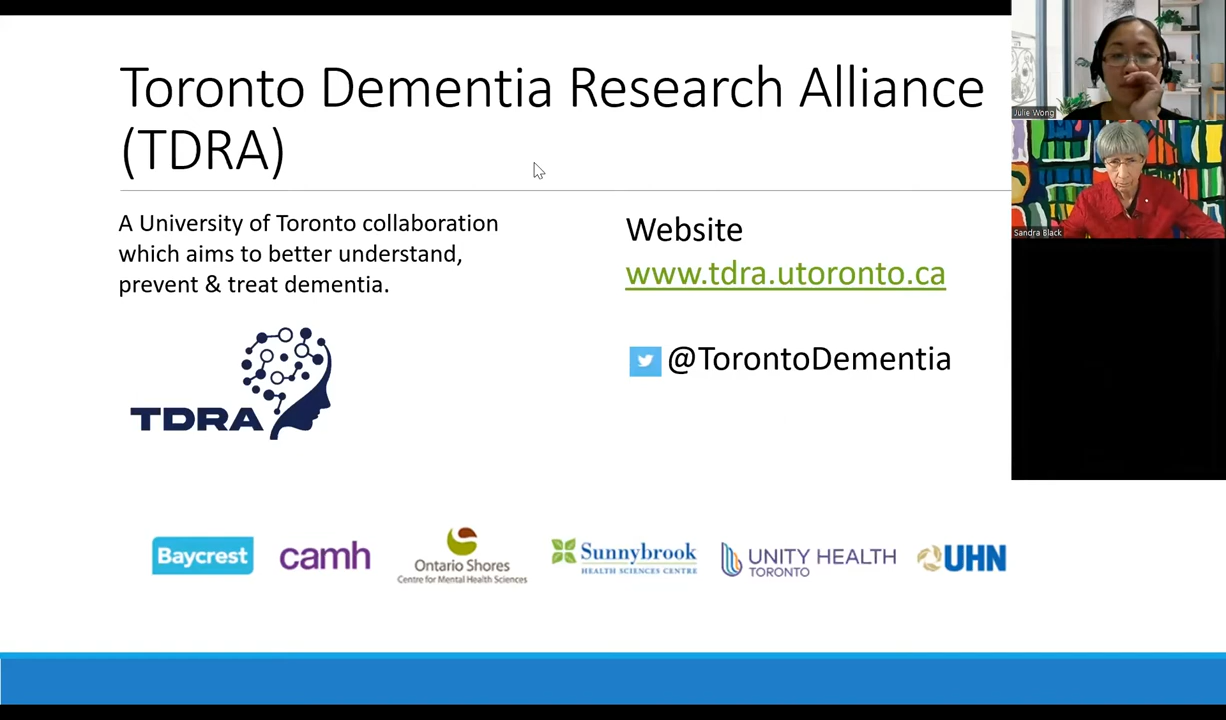 Toronto Dementia Research Alliance
(TDRA)
A University of Toronto collaboration
which aims to better understand,
prevent & treat dementia.
TDRA
Website
www.tdra.utoronto.ca
@TorontoDementia
Baycrest
camh
Ontario Shores
Centre for Mental Health Sciences
Sunnybrook
HEALTH SCIENCES CENTRE
UNITY HEALTH
TORONTO
UHN
Julie Wong
Sandra Black